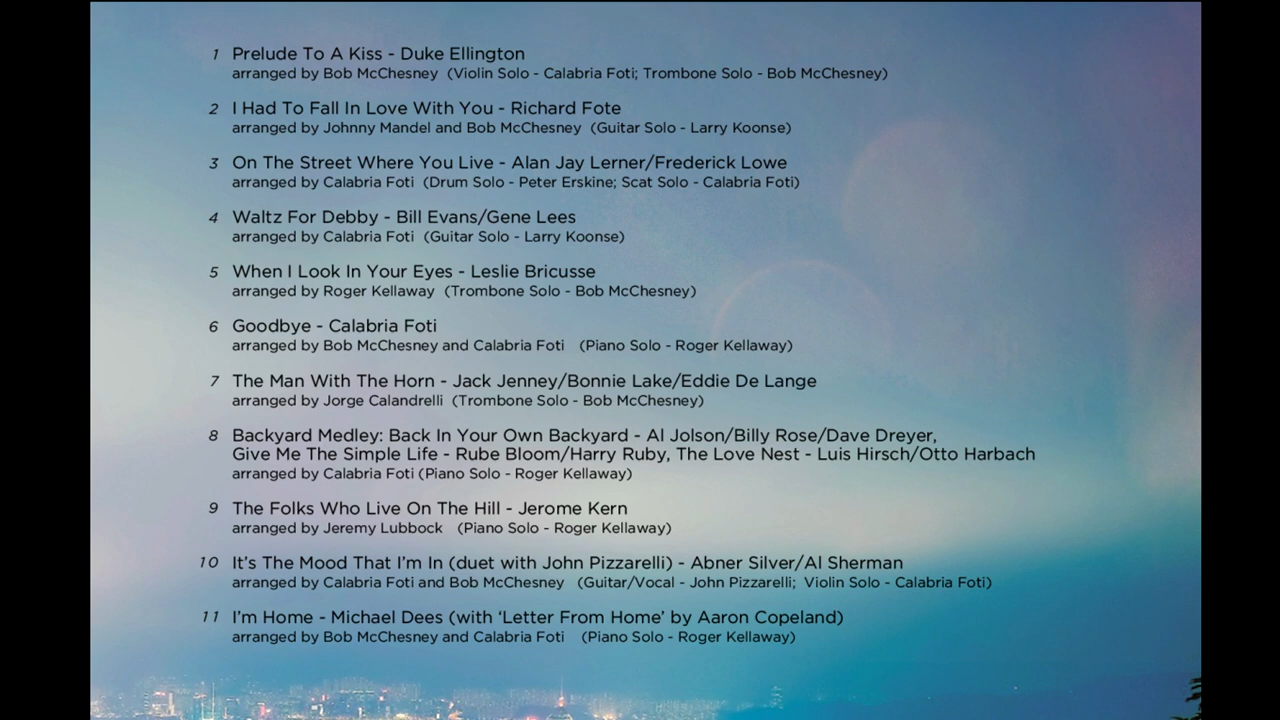 1 Prelude To A Kiss - Duke Ellington
arranged by Bob McChesney (Violin Solo - Calabria Foti; Trombone Solo - Bob McChesney)
2 I Had To Fall In Love With You - Richard Fote
arranged by Johnny Mandel and Bob McChesney (Guitar Solo - Larry Koonse)
3 On The Street Where You Live - Alan Jay Lerner/Frederick Lowe
arranged by Calabria Foti (Drum Solo - Peter Erskine; Scat Solo - Calabria Foti)
4 Waltz For Debby - Bill Evans/Gene Lees
arranged by Calabria Foti (Guitar Solo - Larry Koonse)
5 When I Look In Your Eyes - Leslie Bricusse
arranged by Roger Kellaway (Trombone Solo - Bob McChesney)
6 Goodbye - Calabria Foti
arranged by Bob McChesney and Calabria Foti (Piano Solo - Roger Kellaway)
7 The Man With The Horn - Jack Jenney/Bonnie Lake/Eddie De Lange
arranged by Jorge Calandrelli (Trombone Solo - Bob McChesney)
8 Backyard Medley: Back In Your Own Backyard - Al Jolson/Billy Rose/Dave Dreyer,
Give Me The Simple Life - Rube Bloom/Harry Ruby, The Love Nest - Luis Hirsch/Otto Harbach
arranged by Calabria Foti (Piano Solo - Roger Kellaway)
9 The Folks Who Live On The Hill - Jerome Kern
arranged by Jeremy Lubbock (Piano Solo - Roger Kellaway)
10 It's The Mood That I'm In (duet with John Pizzarelli) - Abner Silver/Al Sherman
arranged by Calabria Foti and Bob McChesney (Guitar/Vocal - John Pizzarelli; Violin Solo - Calabria Foti)
11 I'm Home - Michael Dees (with ‘Letter From Home’ by Aaron Copeland)
arranged by Bob McChesney and Calabria Foti (Piano Solo - Roger Kellaway)